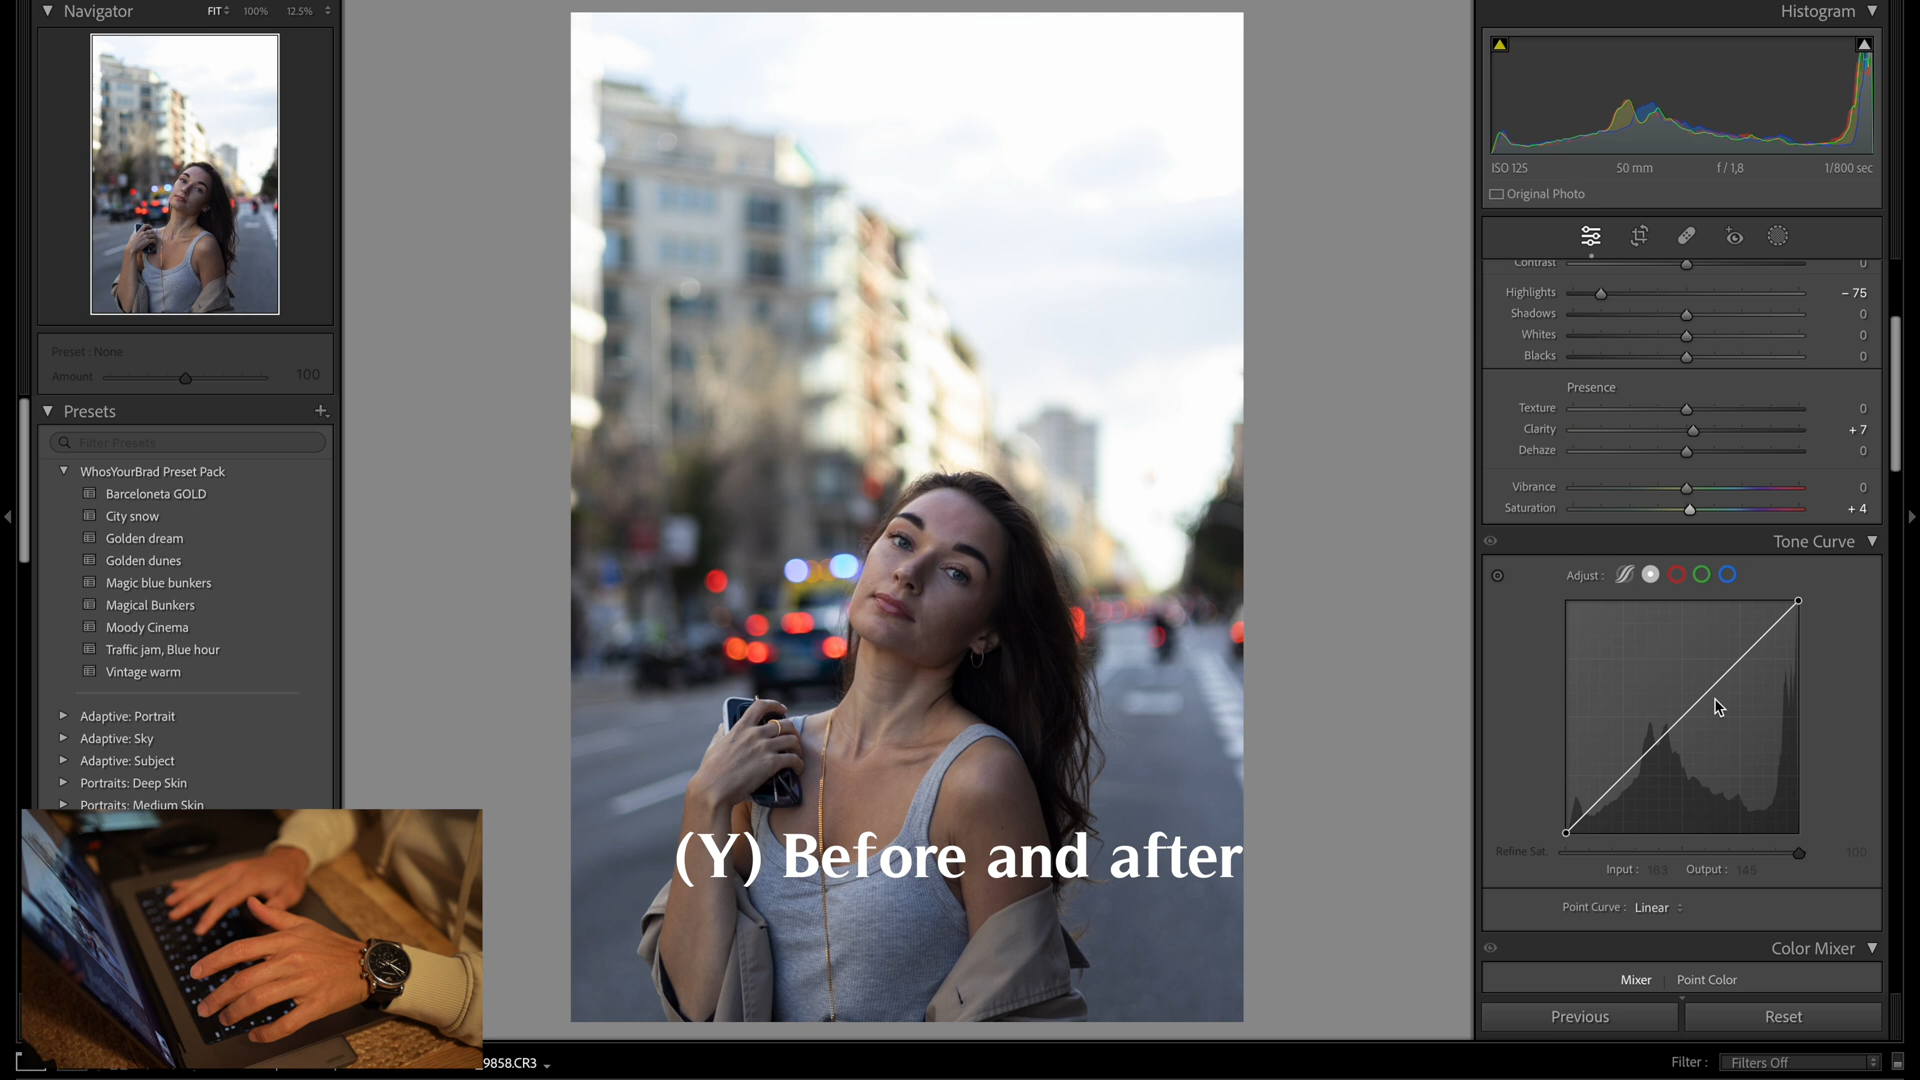 Navigator
FIT
100%
12.5%
Preset : None
Amount
100
Presets
Filter Presets
WhosYourBrad Preset Pack
Barceloneta GOLD
City snow
Golden dream
Golden dunes
Magic blue bunkers
Magical Bunkers
Moody Cinema
Traffic jam, Blue hour
Vintage warm
Adaptive: Portrait
Adaptive: Sky
Adaptive: Subject
Portraits: Deep Skin
Portraits: Medium Skin
(Y) Before and after
_9858.CR3
Histogram
ISO 125
50 mm
f / 1,8
1/800 sec
Original Photo
Contrast 0
Highlights − 75
Shadows 0
Whites 0
Blacks 0
Presence
Texture 0
Clarity + 7
Dehaze 0
Vibrance 0
Saturation + 4
Tone Curve
Adjust :
Refine Sat. 100
Input : 163 Output : 145
Point Curve : Linear
Color Mixer
Mixer | Point Color
Previous
Reset
Filter :
Filters Off